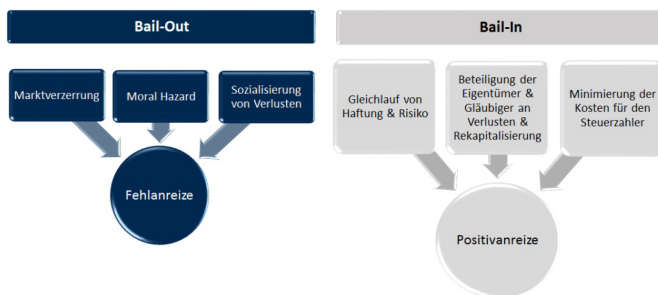 Bail-Out
Marktverzerrung
Moral Hazard
Sozialisierung
von Verlusten
Fehlanreize
Bail-In
Gleichlauf von
Haftung & Risiko
Beteiligung der
Eigentümer &
Gläubiger an
Verlusten &
Rekapitalisierung
Minimierung der
Kosten für den
Steuerzahler
Positivanreize